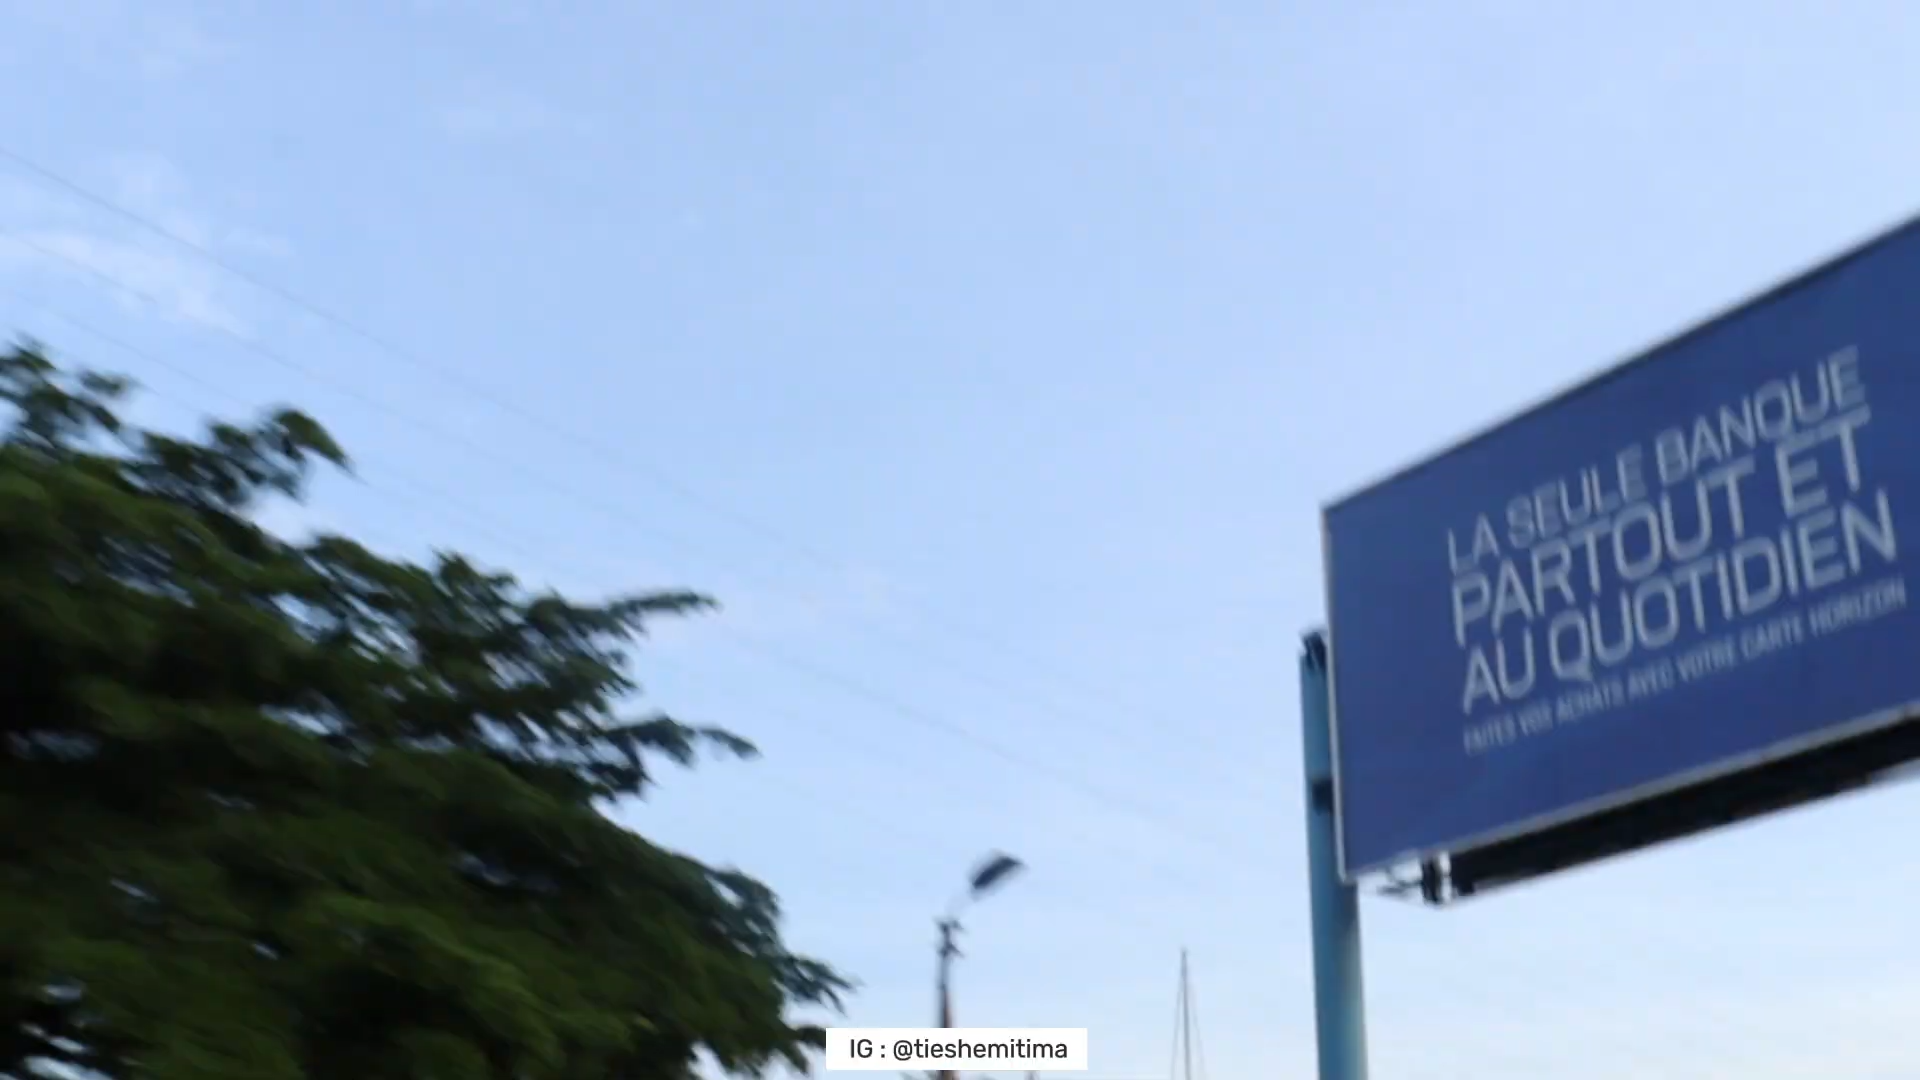 LA SEULE BANQUE
PARTOUT ET
AU QUOTIDIEN
FAITES VOS ACHATS AVEC VOTRE CARTE HORIZON
IG : @tieshemitima